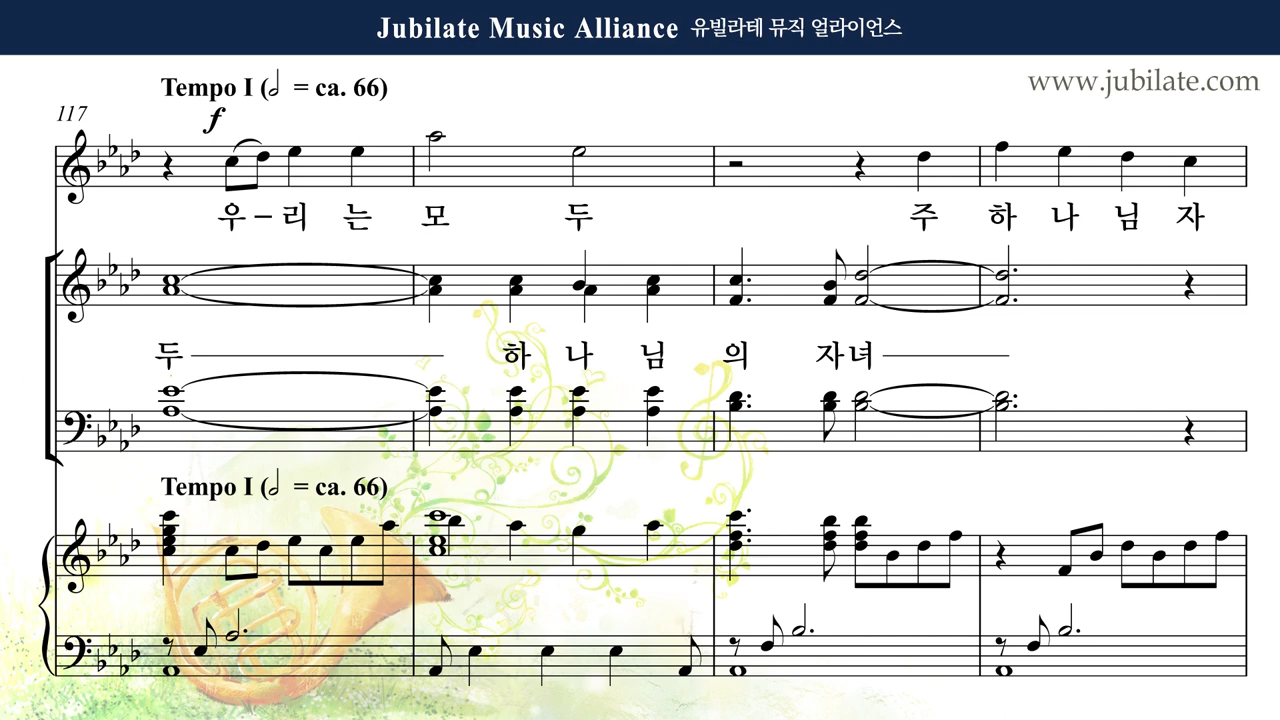 Jubilate Music Alliance 유빌라테 뮤직 얼라이언스
www.jubilate.com
Tempo I (𝅗𝅥 = ca. 66)
117
f
우 – 리 는 모 두 주 하 나 님 자
두 하 나 님 의 자 녀
Tempo I (𝅗𝅥 = ca. 66)